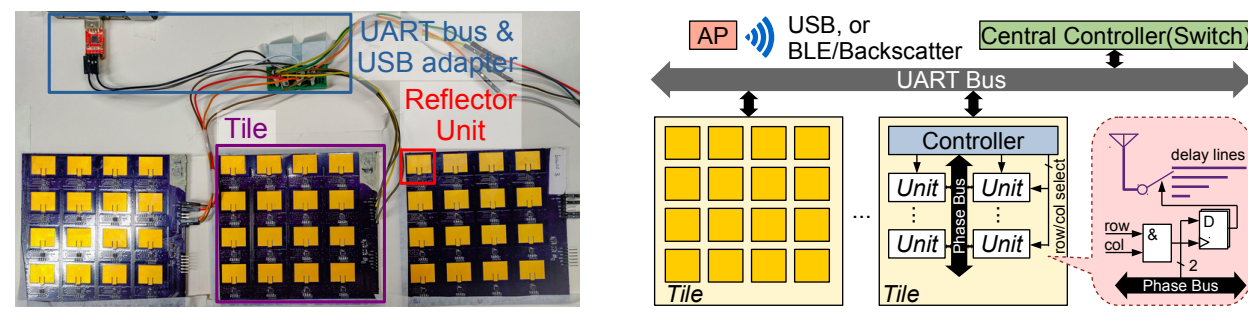 UART bus &
USB adapter
Reflector
Unit
Tile
AP
USB, or
BLE/Backscatter
Central Controller(Switch)
UART Bus
Tile
...
Controller
Unit
Unit
Phase Bus
row/col select
Unit
Unit
Tile
delay lines
row
col
&
D
2
Phase Bus